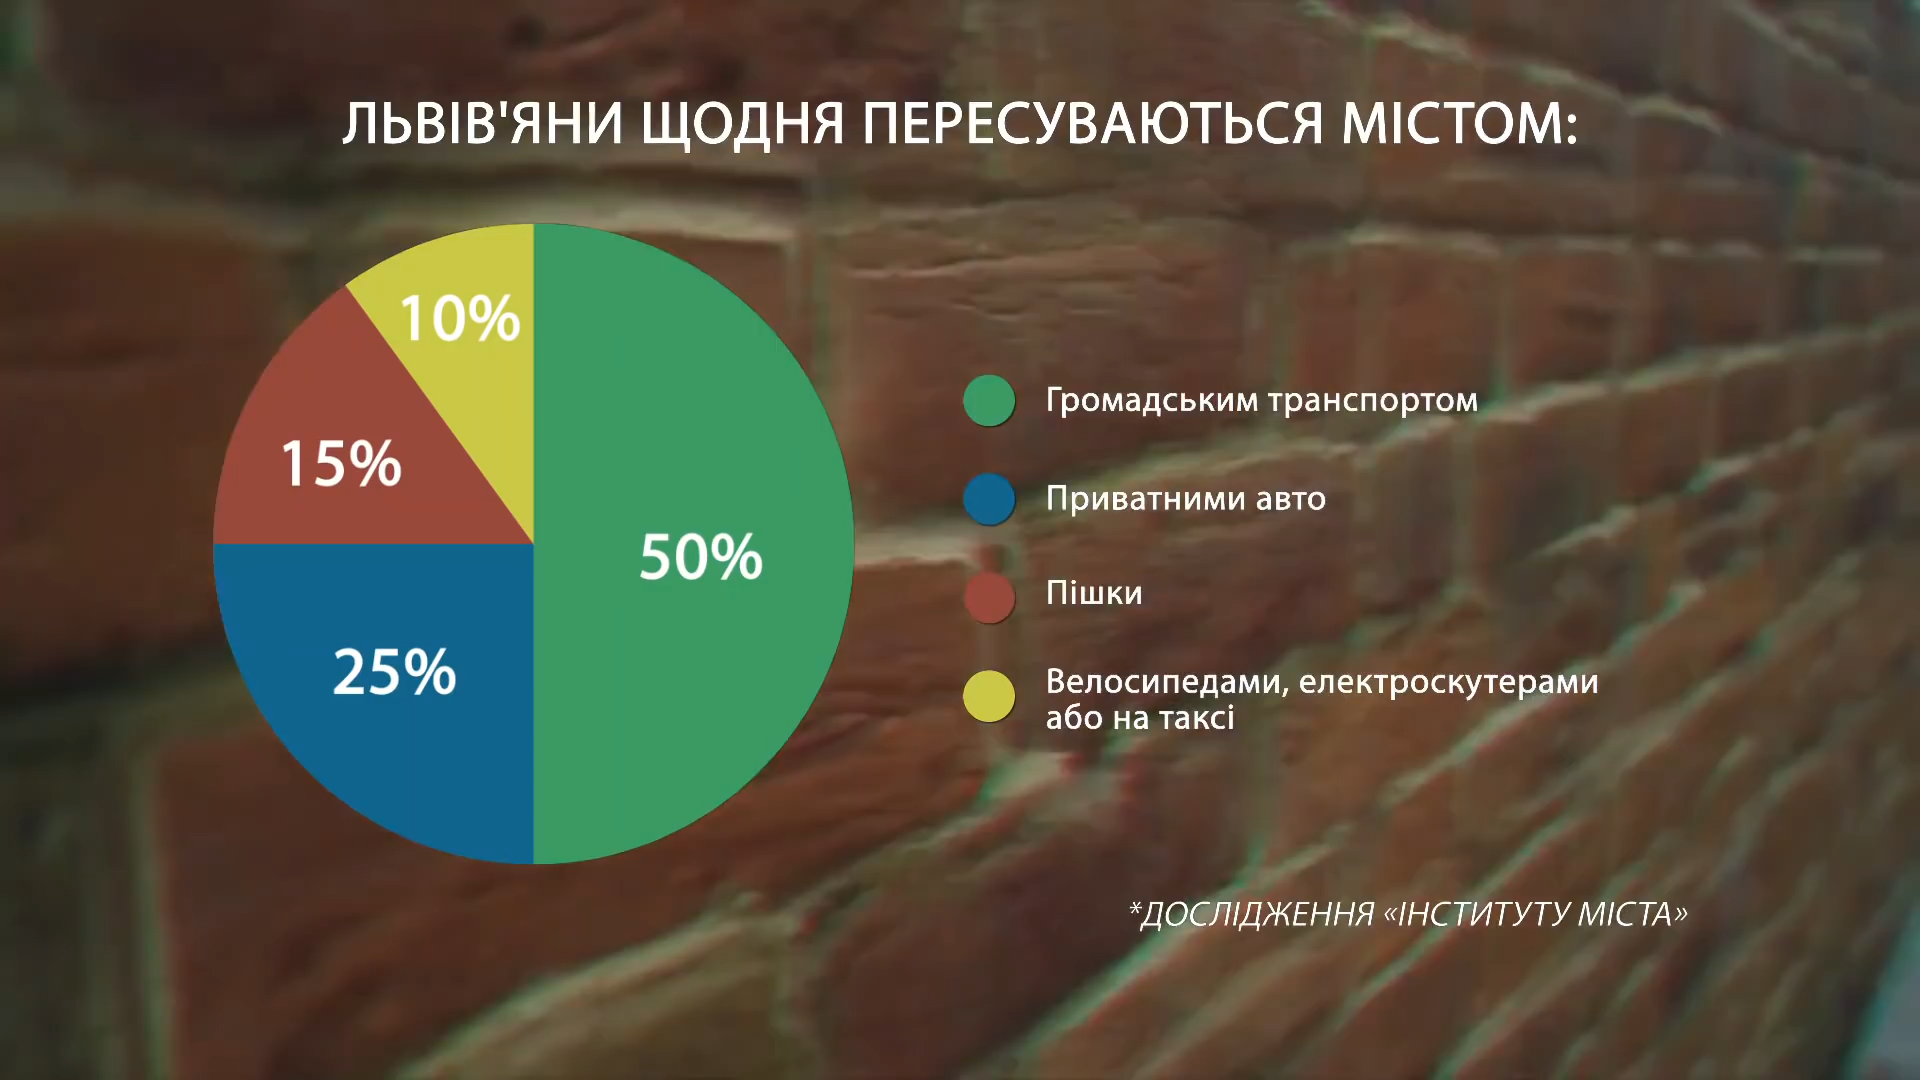 ЛЬВІВ'ЯНИ ЩОДНЯ ПЕРЕСУВАЮТЬСЯ МІСТОМ:
10%
15%
50%
25%
Громадським транспортом
Приватними авто
Пішки
Велосипедами, електроскутерами
або на таксі
*ДОСЛІДЖЕННЯ «ІНСТИТУТУ МІСТА»